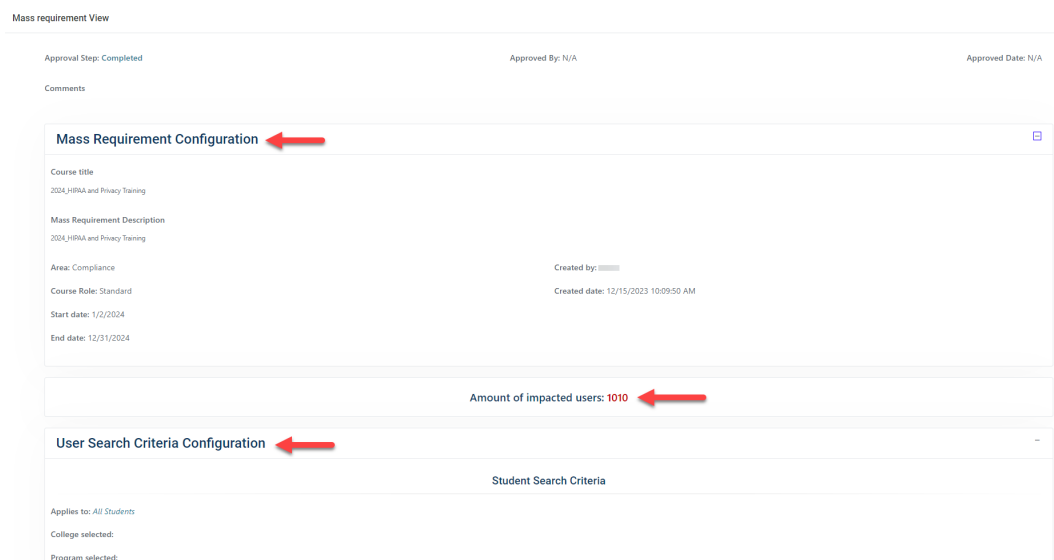 Mass requirement View
Approval Step: Completed Approved By: N/A Approved Date: N/A
Comments
Mass Requirement Configuration
Course title
2024_HIPAA and Privacy Training
Mass Requirement Description
2024_HIPAA and Privacy Training
Area: Compliance Created by:
Course Role: Standard Created date: 12/15/2023 10:09:50 AM
Start date: 1/2/2024
End date: 12/31/2024
Amount of impacted users: 1010
User Search Criteria Configuration
Student Search Criteria
Applies to: All Students
College selected:
Program selected: